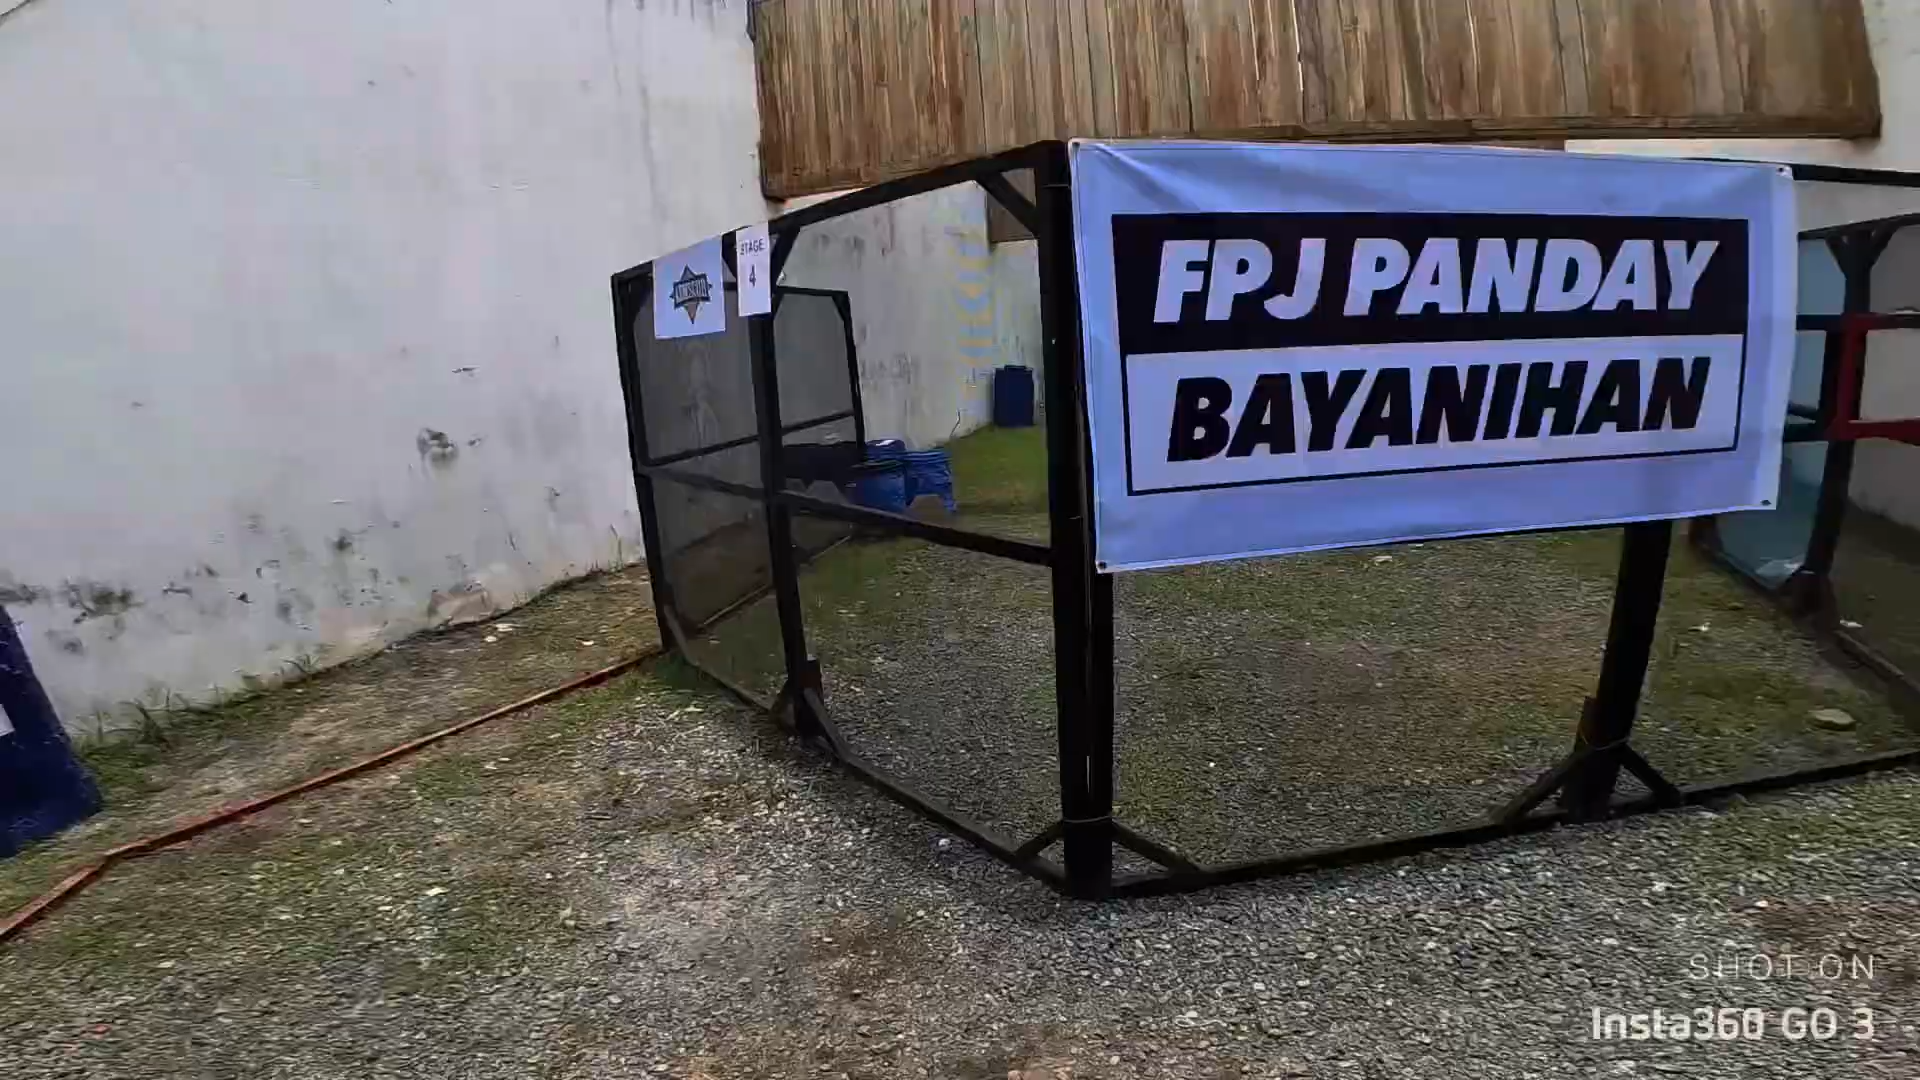 STAGE
4
FPJ PANDAY
BAYANIHAN
SHOT ON
Insta360 GO 3